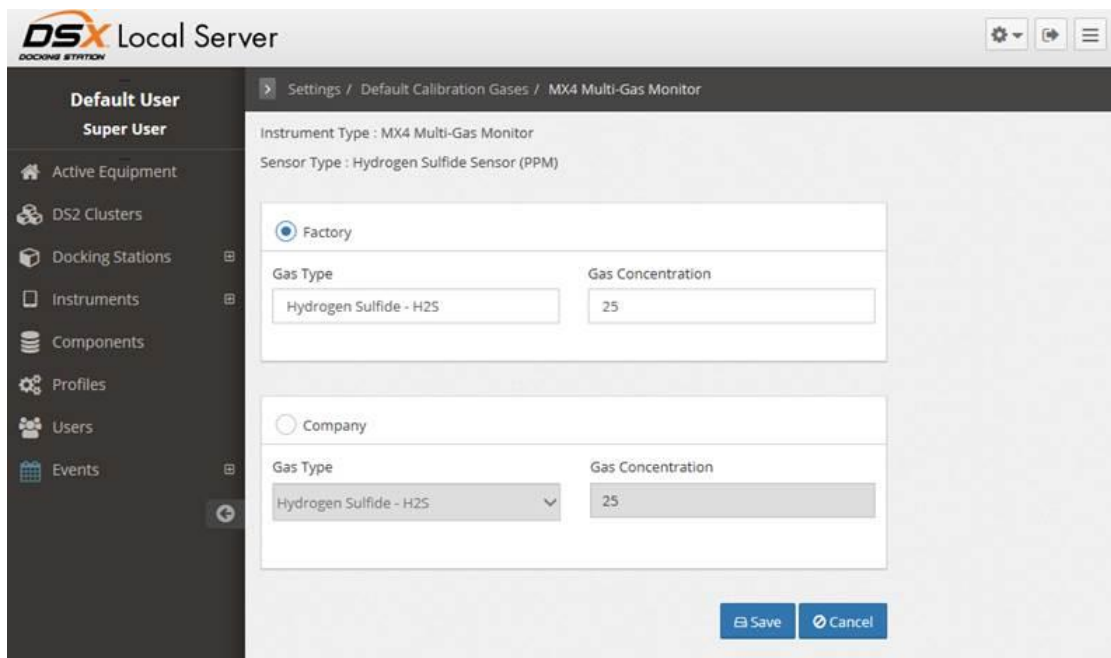 DSX Local Server
DOCKING STATION
Default User
Super User
Active Equipment
DS2 Clusters
Docking Stations
Instruments
Components
Profiles
Users
Events
Settings / Default Calibration Gases / MX4 Multi-Gas Monitor
Instrument Type : MX4 Multi-Gas Monitor
Sensor Type : Hydrogen Sulfide Sensor (PPM)
Factory
Gas Type Gas Concentration
Hydrogen Sulfide - H2S 25
Company
Gas Type Gas Concentration
Hydrogen Sulfide - H2S 25
Save Cancel